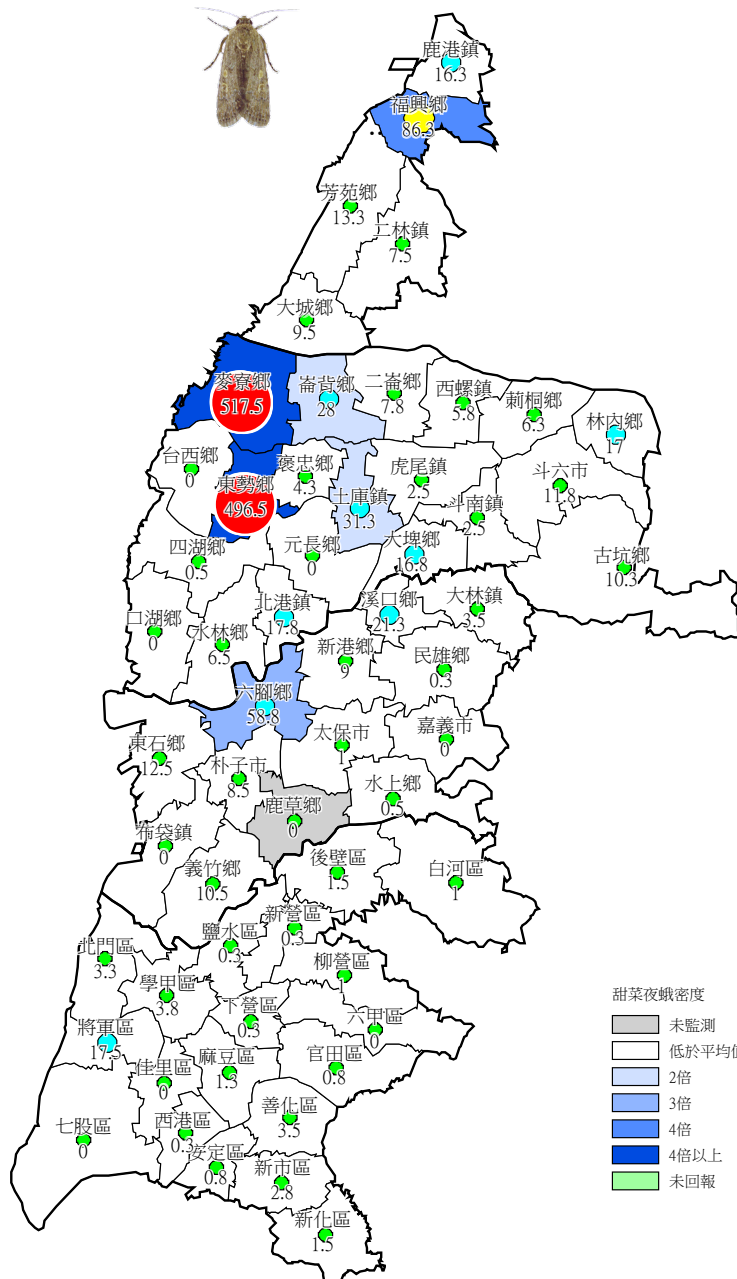 鹿港鎮
16.3
福興鄉
86.3
芳苑鄉
13.3
二林鎮
7.5
大城鄉
9.5
麥寮鄉
517.5
崙背鄉
28
二崙鄉
7.8
西螺鎮
5.8
莿桐鄉
6.3
林內鄉
17
台西鄉
0
東勢鄉
496.5
褒忠鄉
4.3
土庫鎮
31.3
虎尾鎮
2.5
斗南鎮
2.5
斗六市
11.8
四湖鄉
0.5
元長鄉
0
大埤鄉
16.8
古坑鄉
10.3
口湖鄉
0
水林鄉
6.5
北港鎮
17.8
溪口鄉
21.3
大林鎮
3.5
新港鄉
9
民雄鄉
0.3
六腳鄉
58.8
東石鄉
12.5
太保市
1
嘉義市
0
朴子市
8.5
水上鄉
0.5
鹿草鄉
0
布袋鎮
0
義竹鄉
10.5
後壁區
1.5
白河區
1
新營區
0.3
鹽水區
0.3
北門區
3.3
柳營區
1
學甲區
3.8
下營區
0.3
六甲區
0
將軍區
17.5
佳里區
0
麻豆區
1.3
官田區
0.8
七股區
0
西港區
0.3
善化區
3.5
安定區
0.8
新市區
2.8
新化區
1.5
甜菜夜蛾密度
未監測
低於平均值
2倍
3倍
4倍
4倍以上
未回報